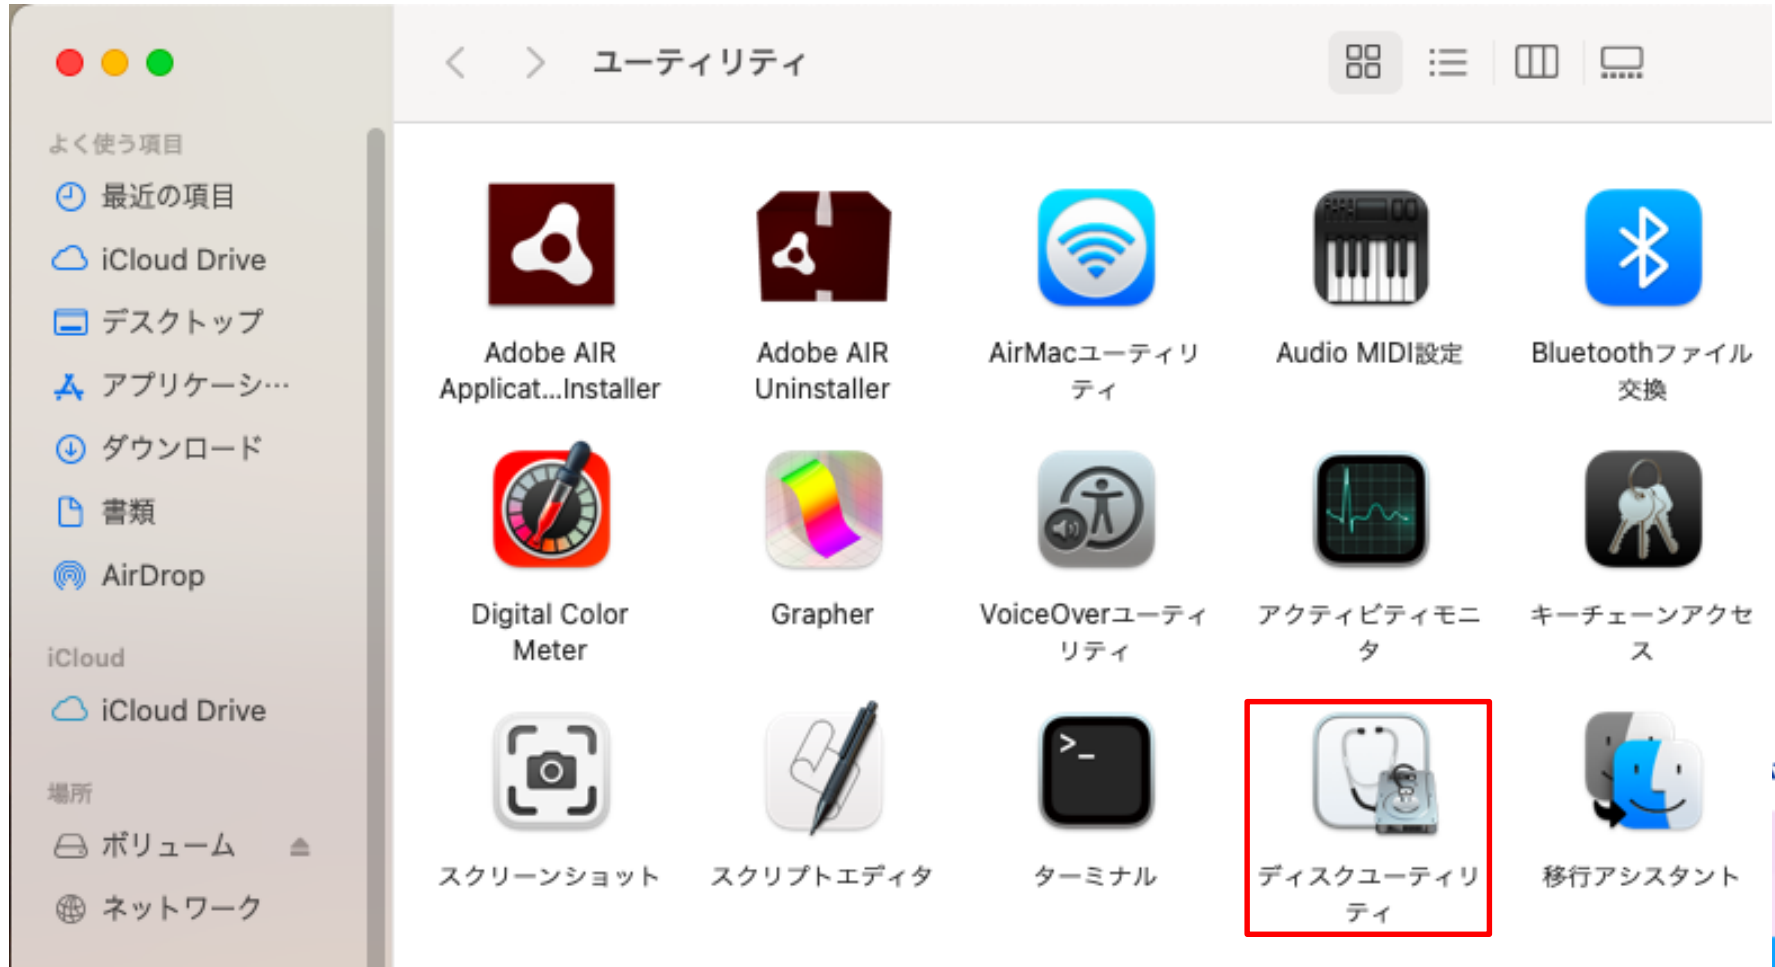 ユーティリティ
よく使う項目
最近の項目
iCloud Drive
デスクトップ
アプリケーシ…
ダウンロード
書類
AirDrop
iCloud
iCloud Drive
場所
ボリューム
ネットワーク
Adobe AIR
Applicat...Installer
Adobe AIR
Uninstaller
AirMacユーティリ
ティ
Audio MIDI設定
Bluetoothファイル
交換
Digital Color
Meter
Grapher
VoiceOverユーティ
リティ
アクティビティモニ
タ
キーチェーンアクセ
ス
スクリーンショット
スクリプトエディタ
>_
ターミナル
ディスクユーティリ
ティ
移行アシスタント